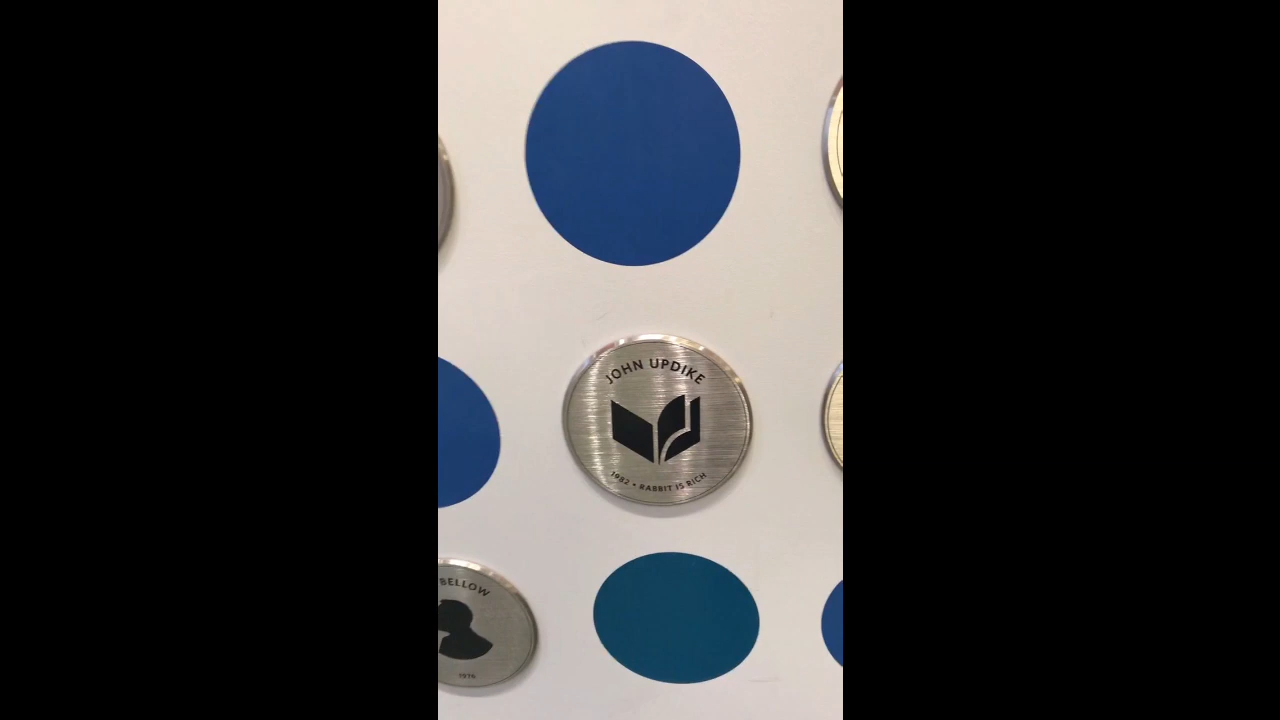 JOHN UPDIKE
1982 • RABBIT IS RICH
BELLOW
1976